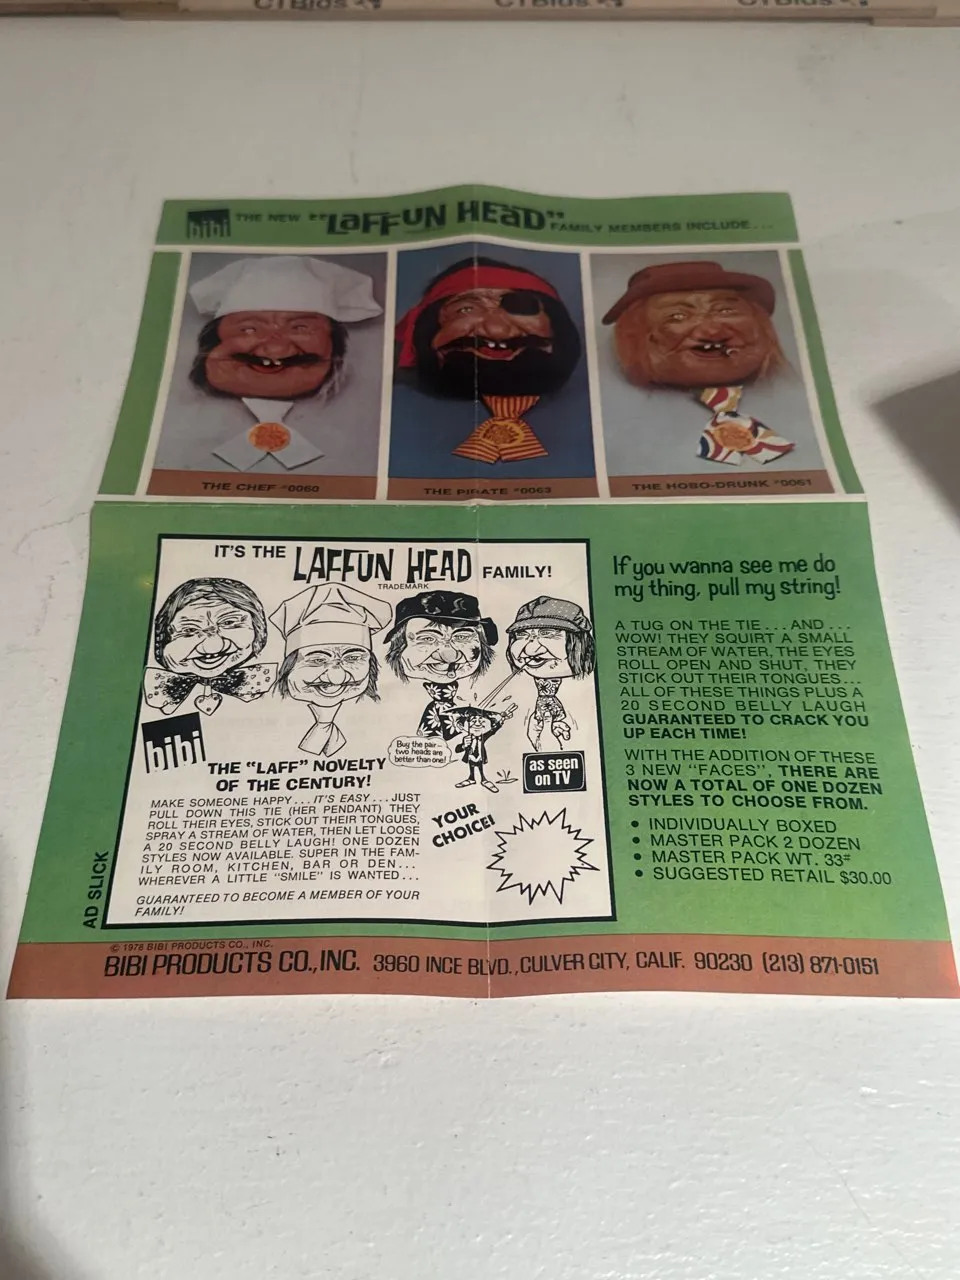 CTBids CTBids CTBids
bibi THE NEW "LAFFUN HEAD" FAMILY MEMBERS INCLUDE...
THE CHEF #0060
THE PIRATE #0063
THE HOBO-DRUNK #0061
IT'S THE LAFFUN HEAD FAMILY!
TRADEMARK
bibi
Buy the pair—
two heads are
better than one!
as seen
on TV
THE "LAFF" NOVELTY
OF THE CENTURY!
MAKE SOMEONE HAPPY...IT'S EASY...JUST
PULL DOWN THIS TIE (HER PENDANT) THEY
ROLL THEIR EYES, STICK OUT THEIR TONGUES,
SPRAY A STREAM OF WATER, THEN LET LOOSE
A 20 SECOND BELLY LAUGH! ONE DOZEN
STYLES NOW AVAILABLE. SUPER IN THE FAM-
ILY ROOM, KITCHEN, BAR OR DEN...
WHEREVER A LITTLE "SMILE" IS WANTED...
GUARANTEED TO BECOME A MEMBER OF YOUR
FAMILY!
YOUR
CHOICE!
AD SLICK
If you wanna see me do
my thing, pull my string!
A TUG ON THE TIE...AND...
WOW! THEY SQUIRT A SMALL
STREAM OF WATER, THE EYES
ROLL OPEN AND SHUT, THEY
STICK OUT THEIR TONGUES...
ALL OF THESE THINGS PLUS A
20 SECOND BELLY LAUGH
GUARANTEED TO CRACK YOU
UP EACH TIME!
WITH THE ADDITION OF THESE
3 NEW "FACES", THERE ARE
NOW A TOTAL OF ONE DOZEN
STYLES TO CHOOSE FROM.
• INDIVIDUALLY BOXED
• MASTER PACK 2 DOZEN
• MASTER PACK WT. 33#
• SUGGESTED RETAIL $30.00
© 1978 BIBI PRODUCTS CO., INC.
BIBI PRODUCTS CO., INC. 3960 INCE BLVD., CULVER CITY, CALIF. 90230 (213) 871-0151